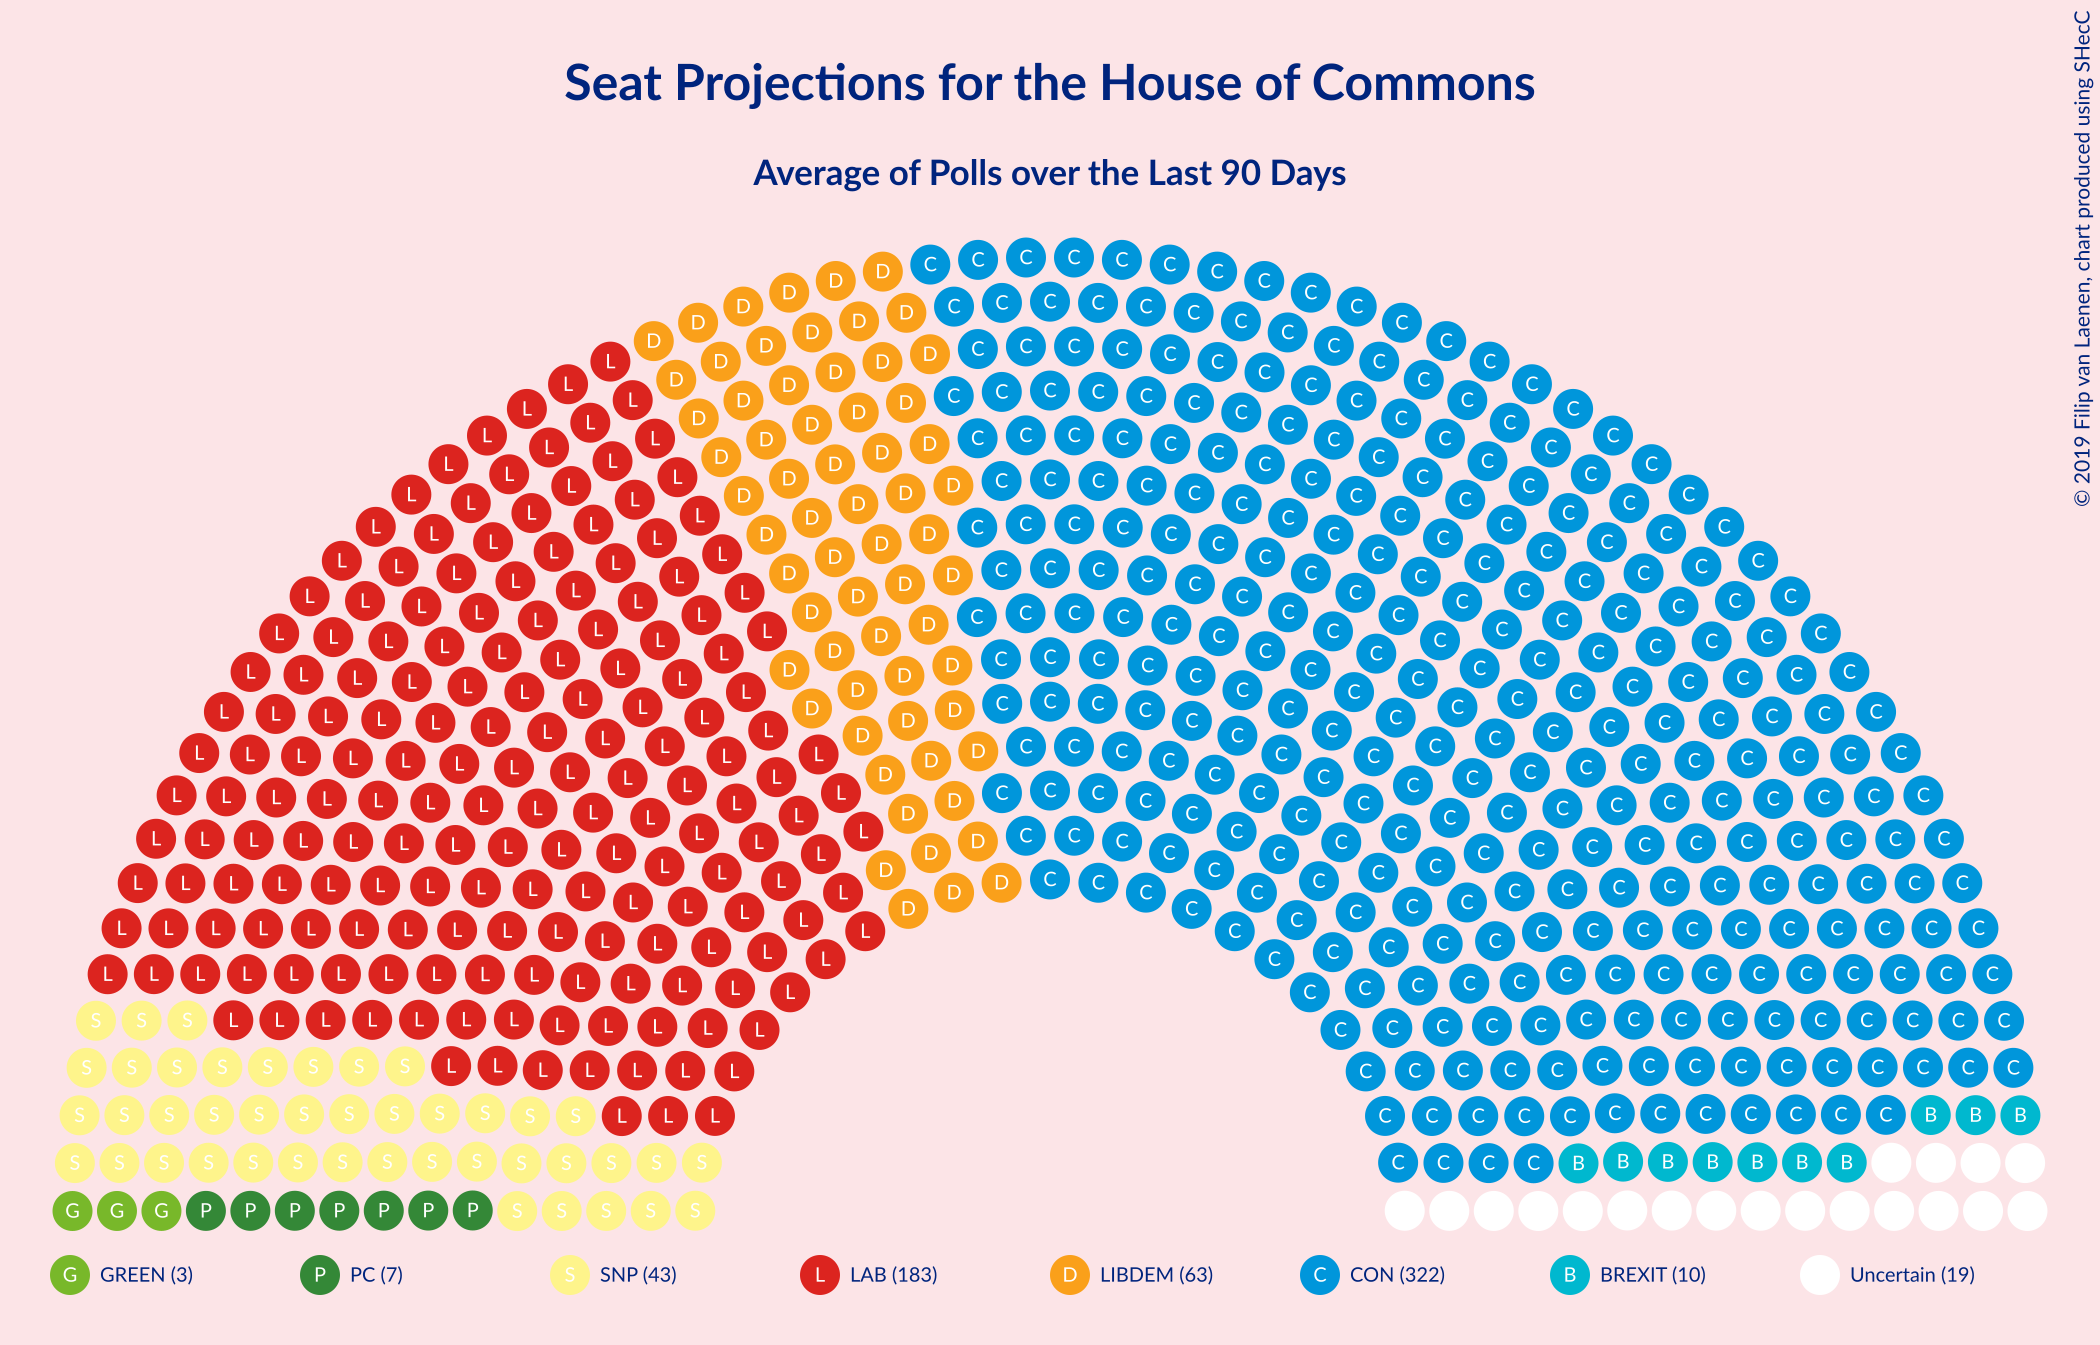 Seat Projections for the House of Commons
Average of Polls over the Last 90 Days
© 2019 Filip van Laenen, chart produced using SHecC
G GREEN (3)
P PC (7)
S SNP (43)
L LAB (183)
D LIBDEM (63)
C CON (322)
B BREXIT (10)
Uncertain (19)